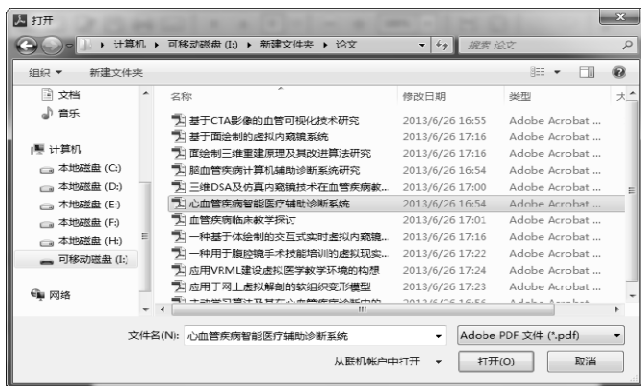 打开
计算机 ▸ 可移动磁盘 (I:) ▸ 新建文件夹 ▸ 论文
搜索 论文
组织 新建文件夹
文档
音乐
计算机
本地磁盘 (C:)
本地磁盘 (D:)
本地磁盘 (E:)
本地磁盘 (F:)
本地磁盘 (H:)
可移动磁盘 (I:)
网络
名称 修改日期 类型 大
基于CTA影像的血管可视化技术研究 2013/6/26 16:55 Adobe Acrobat ...
基于面绘制的虚拟内窥镜系统 2013/6/26 17:16 Adobe Acrobat ...
面绘制三维重建原理及其改进算法研究 2013/6/26 17:16 Adobe Acrobat ...
脑血管疾病计算机辅助诊断系统研究 2013/6/26 16:54 Adobe Acrobat ...
三维DSA及仿真内窥镜技术在血管疾病教... 2013/6/26 17:00 Adobe Acrobat ...
心血管疾病智能医疗辅助诊断系统 2013/6/26 16:54 Adobe Acrobat ...
血管疾病临床教学探讨 2013/6/26 17:01 Adobe Acrobat ...
一种基于体绘制的交互式实时虚拟内窥镜... 2013/6/26 17:16 Adobe Acrobat ...
一种用于腹腔镜手术技能培训的虚拟现实... 2013/6/26 17:22 Adobe Acrobat ...
应用VRML建设虚拟医学教学环境的构想 2013/6/26 17:24 Adobe Acrobat ...
应用于网上虚拟解剖的软组织变形模型 2013/6/26 17:23 Adobe Acrobat ...
2013/6/26 16:56 Adobe Acrobat ...
文件名(N): 心血管疾病智能医疗辅助诊断系统 Adobe PDF 文件 (*.pdf)
从联机帐户中打开 打开(O) 取消